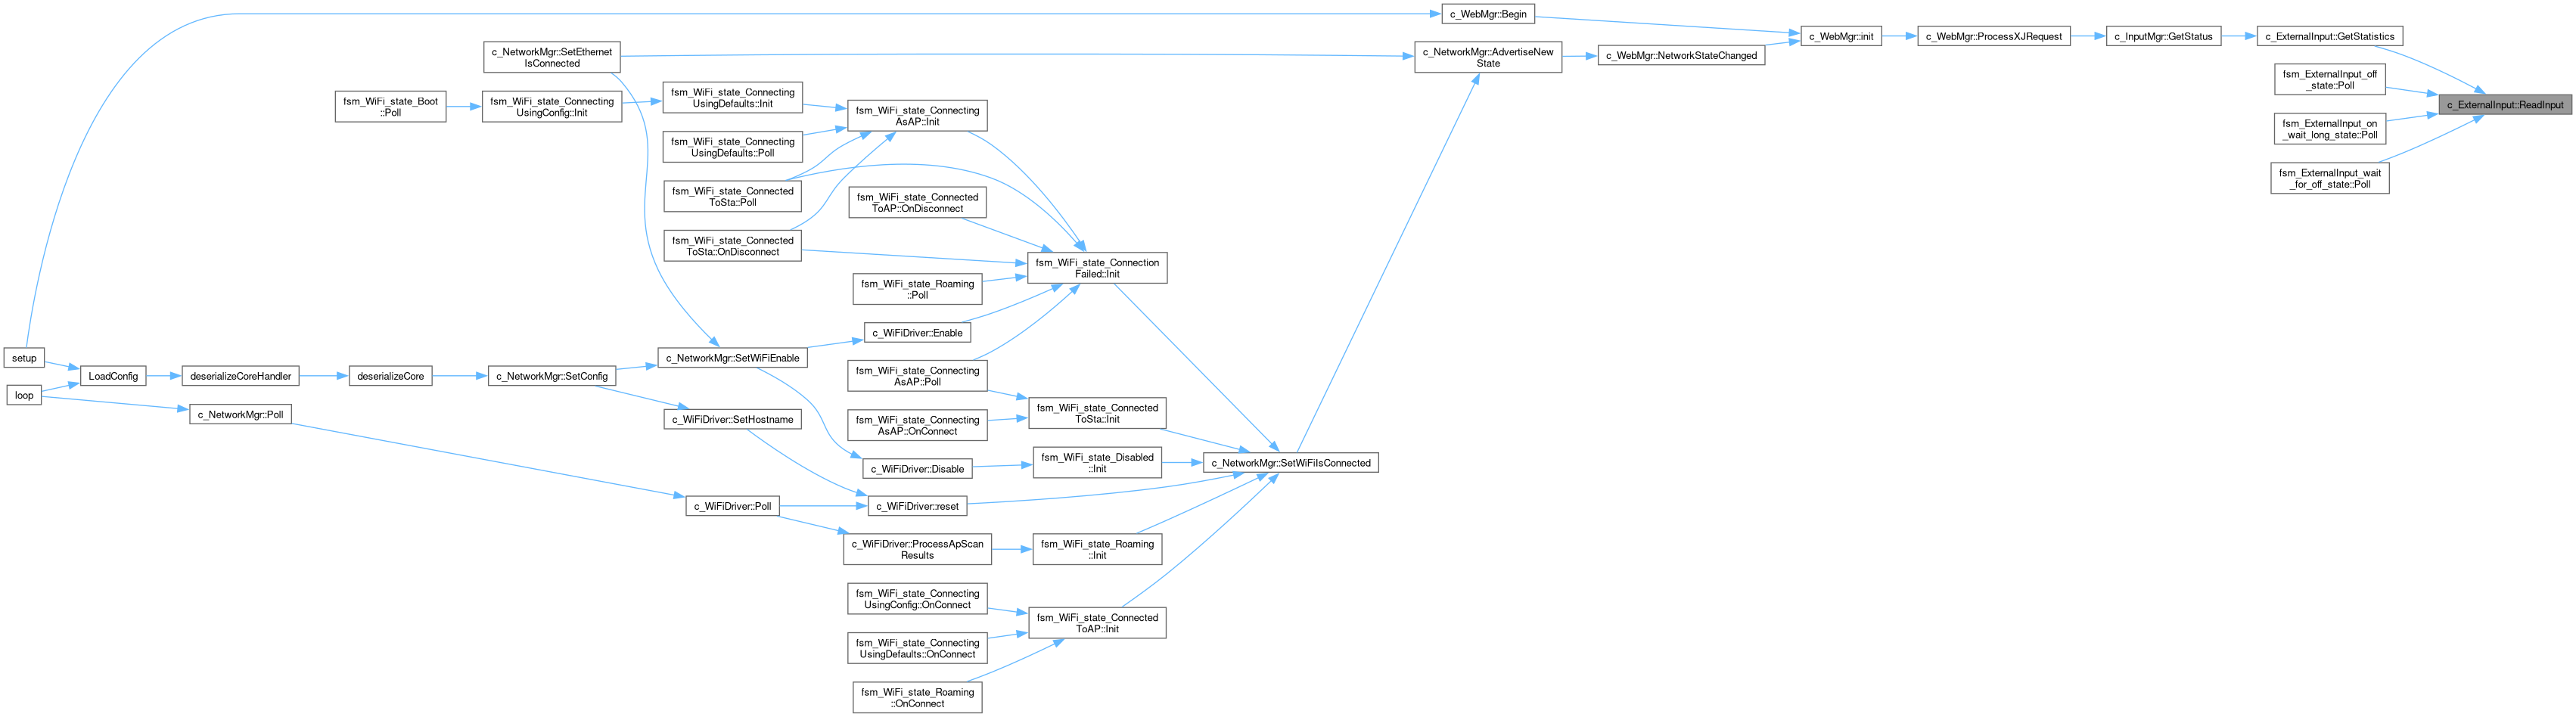 c_WebMgr::Begin
c_WebMgr::init
c_WebMgr::ProcessXJRequest
c_InputMgr::GetStatus
c_ExternalInput::GetStatistics
c_NetworkMgr::SetEthernet
IsConnected
c_NetworkMgr::AdvertiseNew
State
c_WebMgr::NetworkStateChanged
fsm_ExternalInput_off
_state::Poll
c_ExternalInput::ReadInput
fsm_ExternalInput_on
_wait_long_state::Poll
fsm_ExternalInput_wait
_for_off_state::Poll
fsm_WiFi_state_Boot
::Poll
fsm_WiFi_state_Connecting
UsingConfig::Init
fsm_WiFi_state_Connecting
UsingDefaults::Init
fsm_WiFi_state_Connecting
AsAP::Init
fsm_WiFi_state_Connecting
UsingDefaults::Poll
fsm_WiFi_state_Connected
ToSta::Poll
fsm_WiFi_state_Connected
ToAP::OnDisconnect
fsm_WiFi_state_Connected
ToSta::OnDisconnect
fsm_WiFi_state_Connection
Failed::Init
fsm_WiFi_state_Roaming
::Poll
c_WiFiDriver::Enable
setup
LoadConfig
deserializeCoreHandler
deserializeCore
c_NetworkMgr::SetConfig
c_NetworkMgr::SetWiFiEnable
fsm_WiFi_state_Connecting
AsAP::Poll
loop
c_NetworkMgr::Poll
c_WiFiDriver::SetHostname
fsm_WiFi_state_Connecting
AsAP::OnConnect
fsm_WiFi_state_Connected
ToSta::Init
c_WiFiDriver::Disable
fsm_WiFi_state_Disabled
::Init
c_NetworkMgr::SetWiFiIsConnected
c_WiFiDriver::Poll
c_WiFiDriver::reset
c_WiFiDriver::ProcessApScan
Results
fsm_WiFi_state_Roaming
::Init
fsm_WiFi_state_Connecting
UsingConfig::OnConnect
fsm_WiFi_state_Connected
ToAP::Init
fsm_WiFi_state_Connecting
UsingDefaults::OnConnect
fsm_WiFi_state_Roaming
::OnConnect